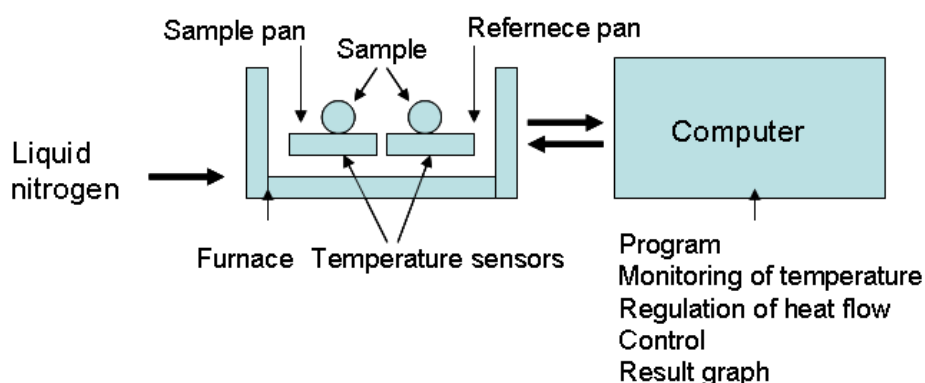 Sample pan
Sample
Refernece pan
Liquid
nitrogen
Computer
Furnace
Temperature sensors
Program
Monitoring of temperature
Regulation of heat flow
Control
Result graph